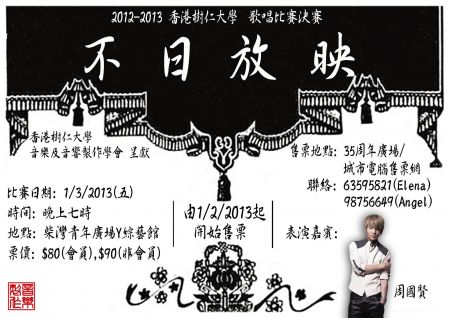 2012-2013 香港樹仁大學 歌唱比賽決賽
不日放映
香港樹仁大學
音樂及音響製作學會 呈獻
比賽日期: 1/3/2013(五)
時間: 晚上七時
地點: 柴灣青年廣場Y綜藝館
票價: $80(會員),$90(非會員)
由1/2/2013起
開始售票
售票地點: 35周年廣場/
城市電腦售票網
聯絡: 63595821(Elena)
98756649(Angel)
表演嘉賓:
周國賢